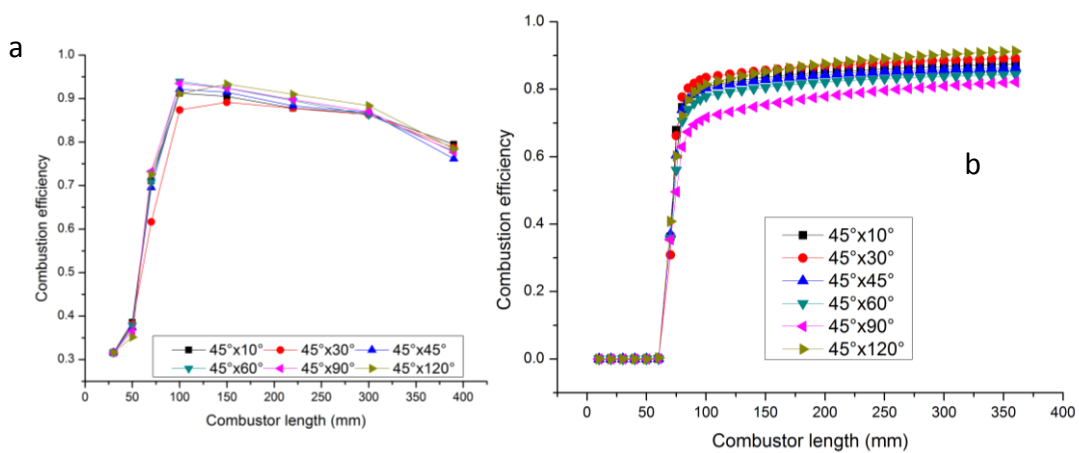 a
1.0
0.9
0.8
0.7
0.6
0.5
0.4
0.3
Combustion efficiency
45°x10° 45°x30° 45°x45°
45°x60° 45°x90° 45°x120°
0 50 100 150 200 250 300 350 400
Combustor length (mm)
b
1.0
0.8
0.6
0.4
0.2
0.0
Combustion efficiency
45°x10°
45°x30°
45°x45°
45°x60°
45°x90°
45°x120°
0 50 100 150 200 250 300 350 400
Combustor length (mm)